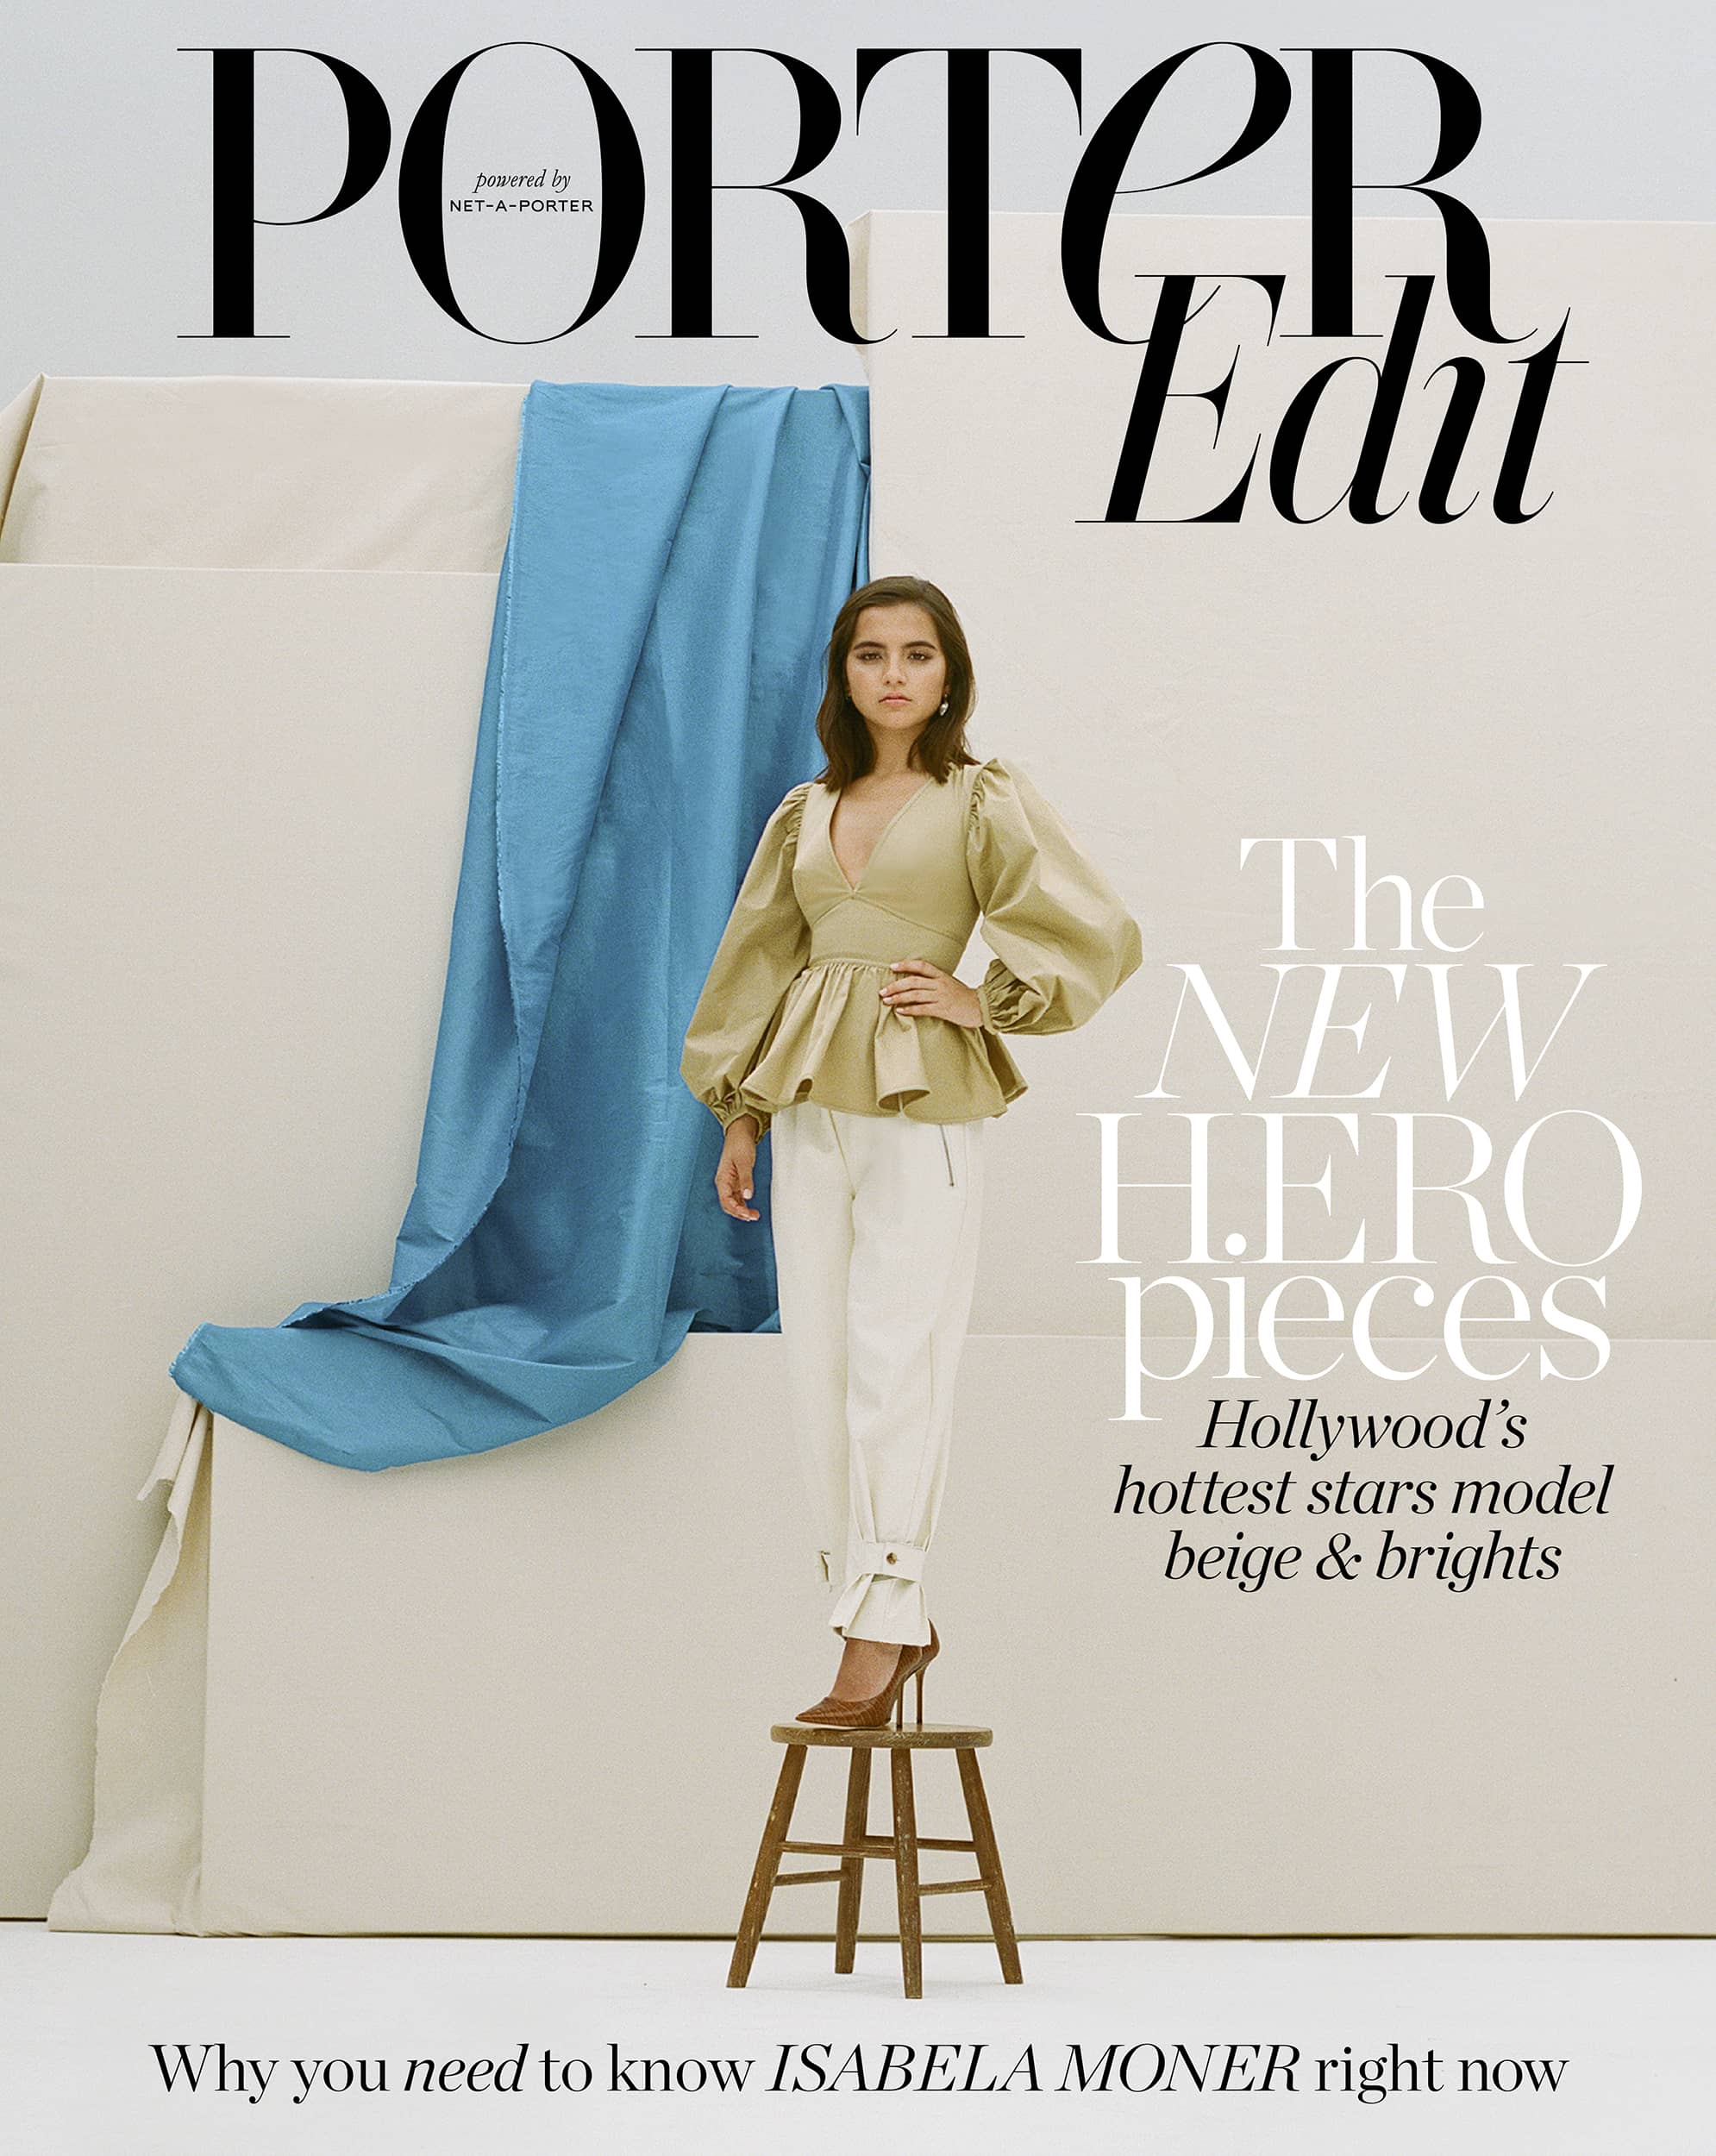 PORTeR
powered by
NET-A-PORTER
Edit
The
NEW
HERO
pieces
Hollywood’s
hottest stars model
beige & brights
Why you need to know ISABELA MONER right now